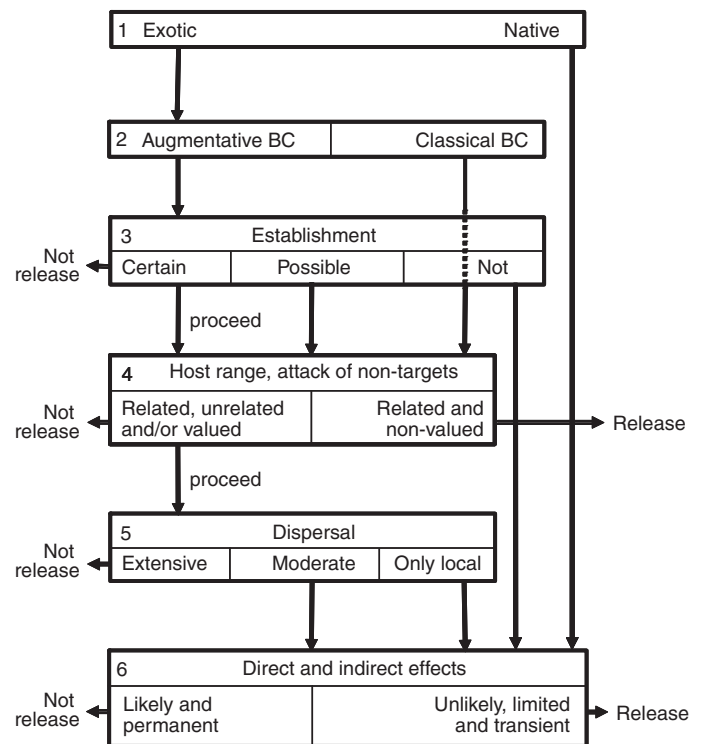 1 Exotic Native
2 Augmentative BC Classical BC
3 Establishment
Not
release
Certain Possible Not
proceed
4 Host range, attack of non-targets
Not
release
Related, unrelated
and/or valued
Related and
non-valued
Release
proceed
5 Dispersal
Not
release
Extensive Moderate Only local
6 Direct and indirect effects
Not
release
Likely and
permanent
Unlikely, limited
and transient
Release